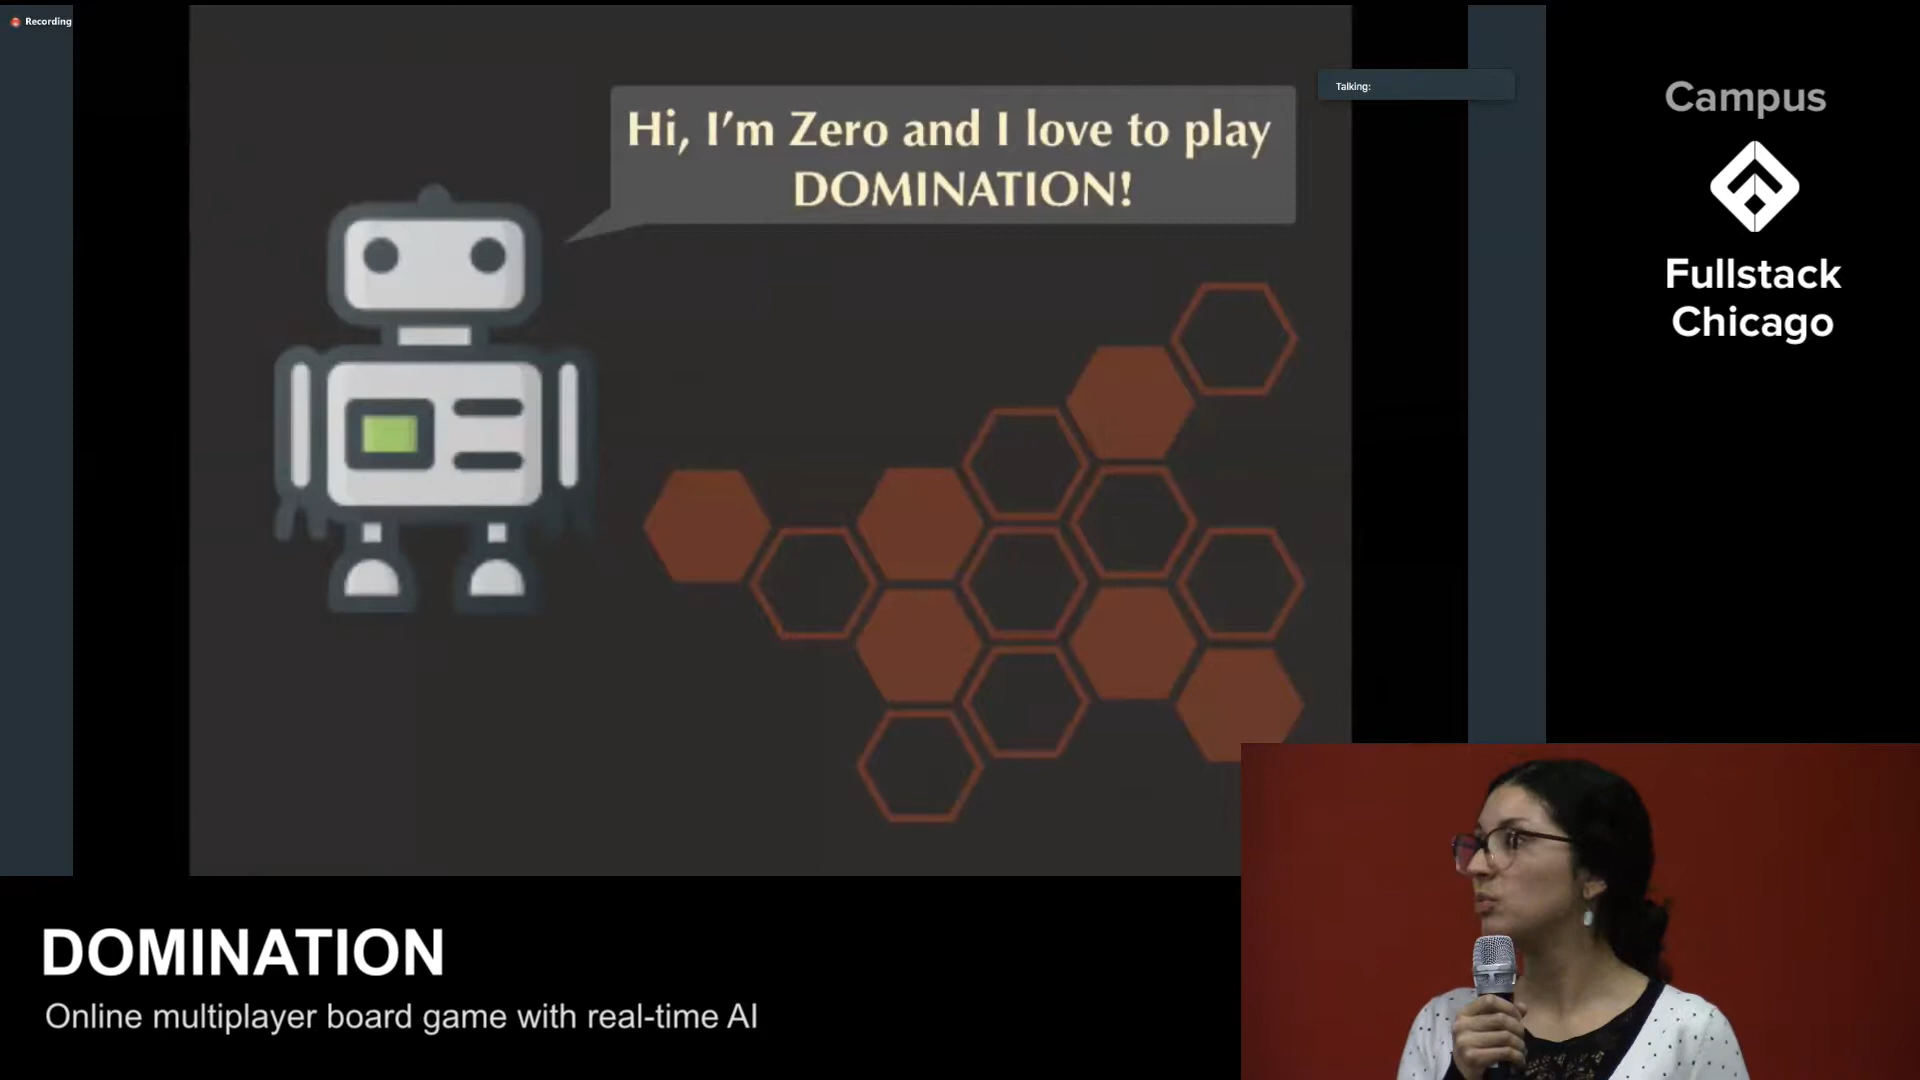 Recording
Hi, I'm Zero and I love to play
DOMINATION!
Talking:
Campus
Fullstack
Chicago
DOMINATION
Online multiplayer board game with real-time AI